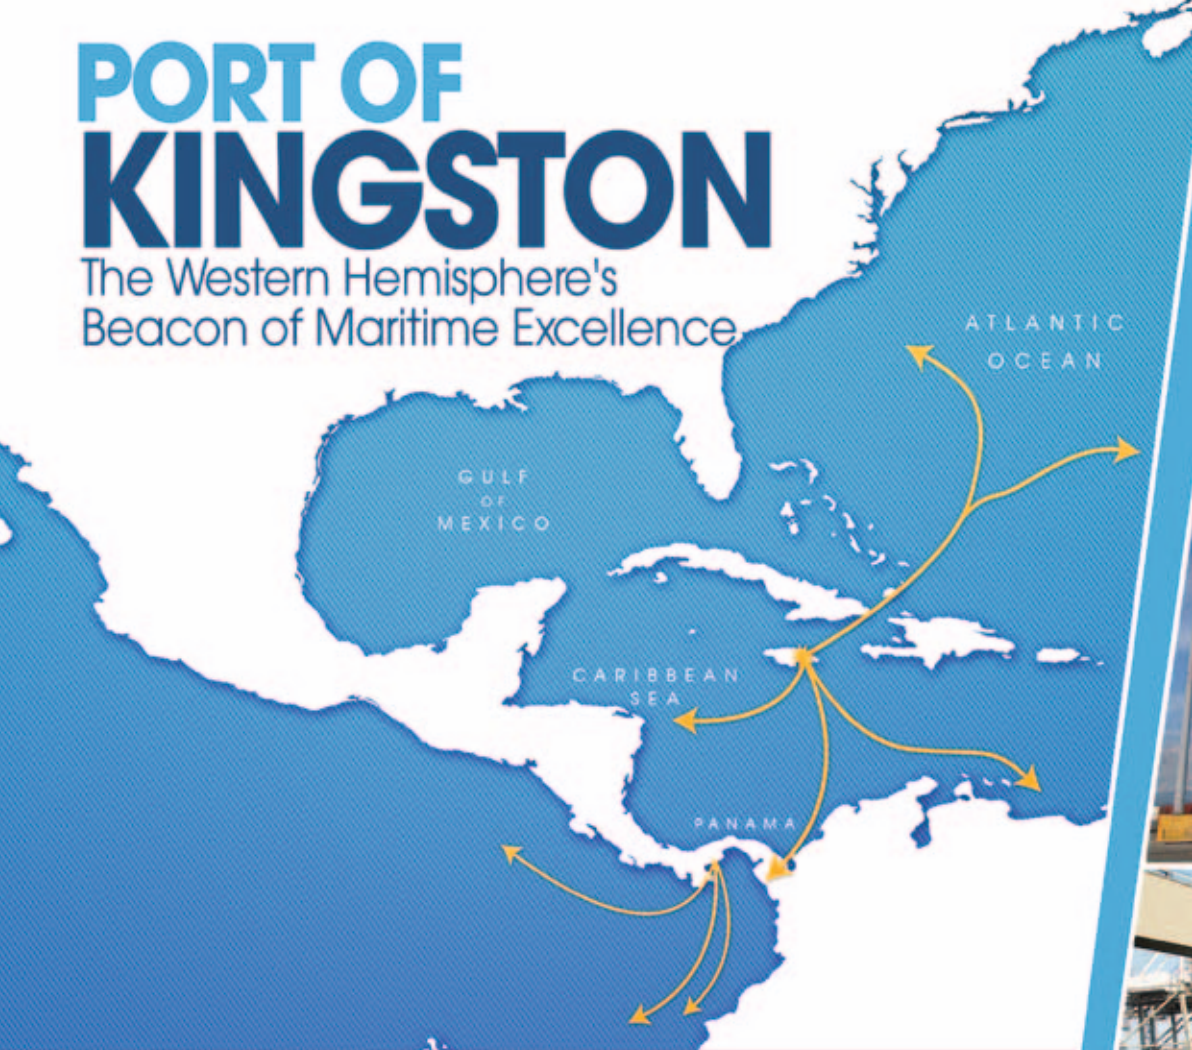 PORT OF
KINGSTON
The Western Hemisphere's
Beacon of Maritime Excellence
ATLANTIC
OCEAN
GULF
OF
MEXICO
CARIBBEAN
SEA
PANAMA